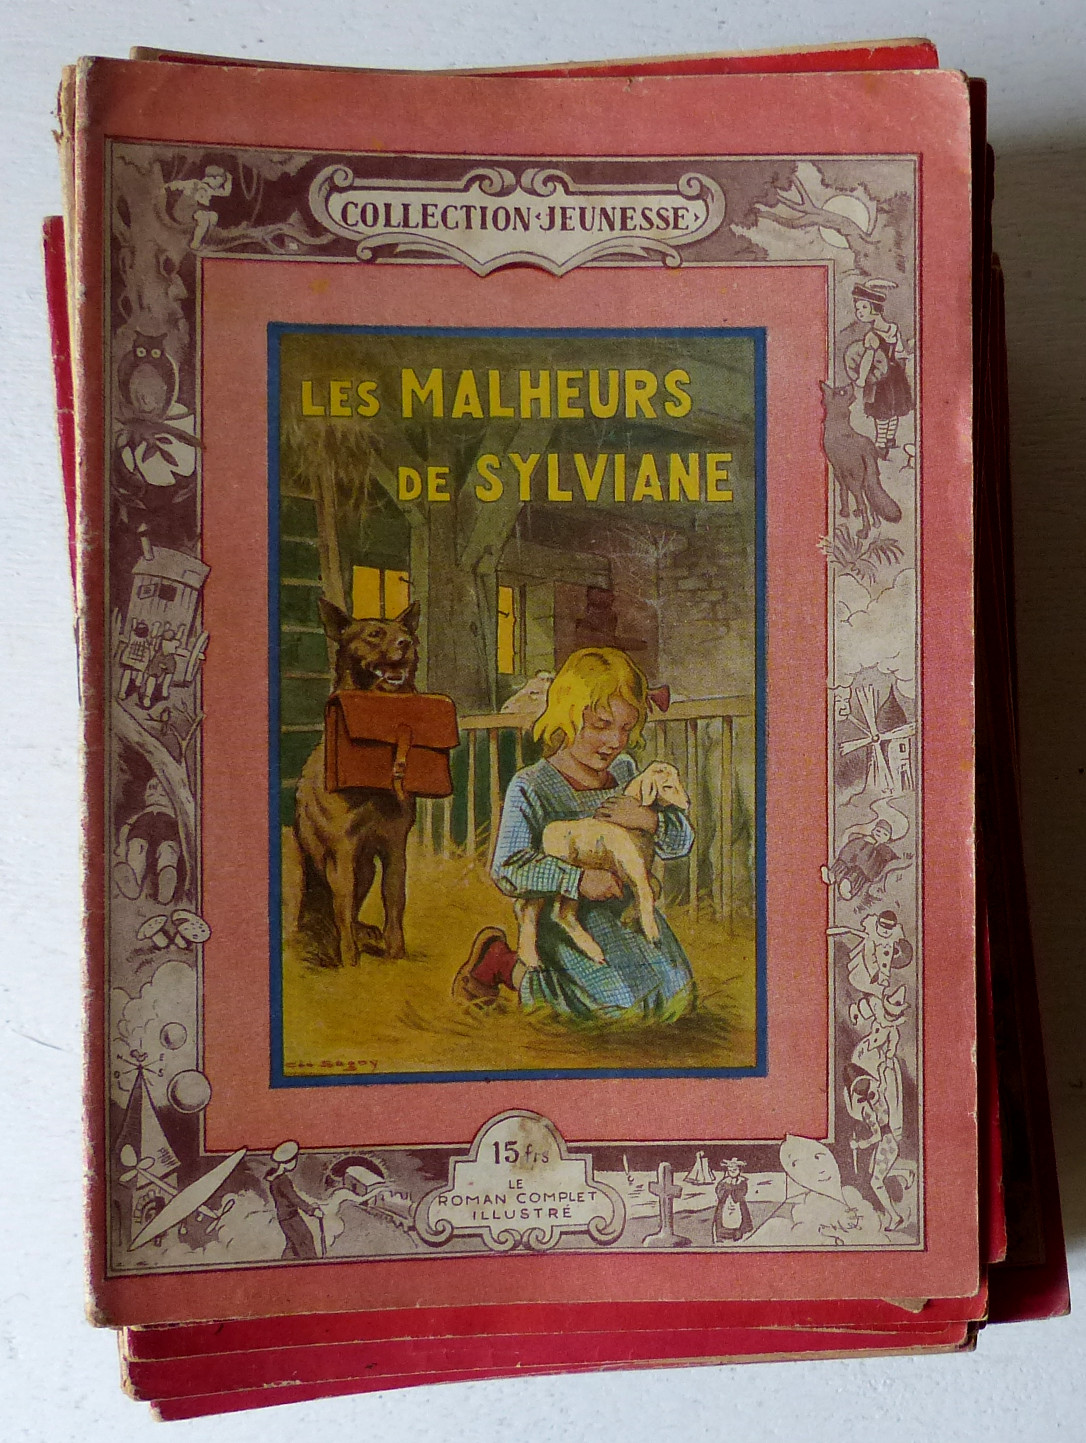 COLLECTION ‹JEUNESSE›
LES MALHEURS
DE SYLVIANE
15 frs
LE
ROMAN COMPLET
ILLUSTRÉ